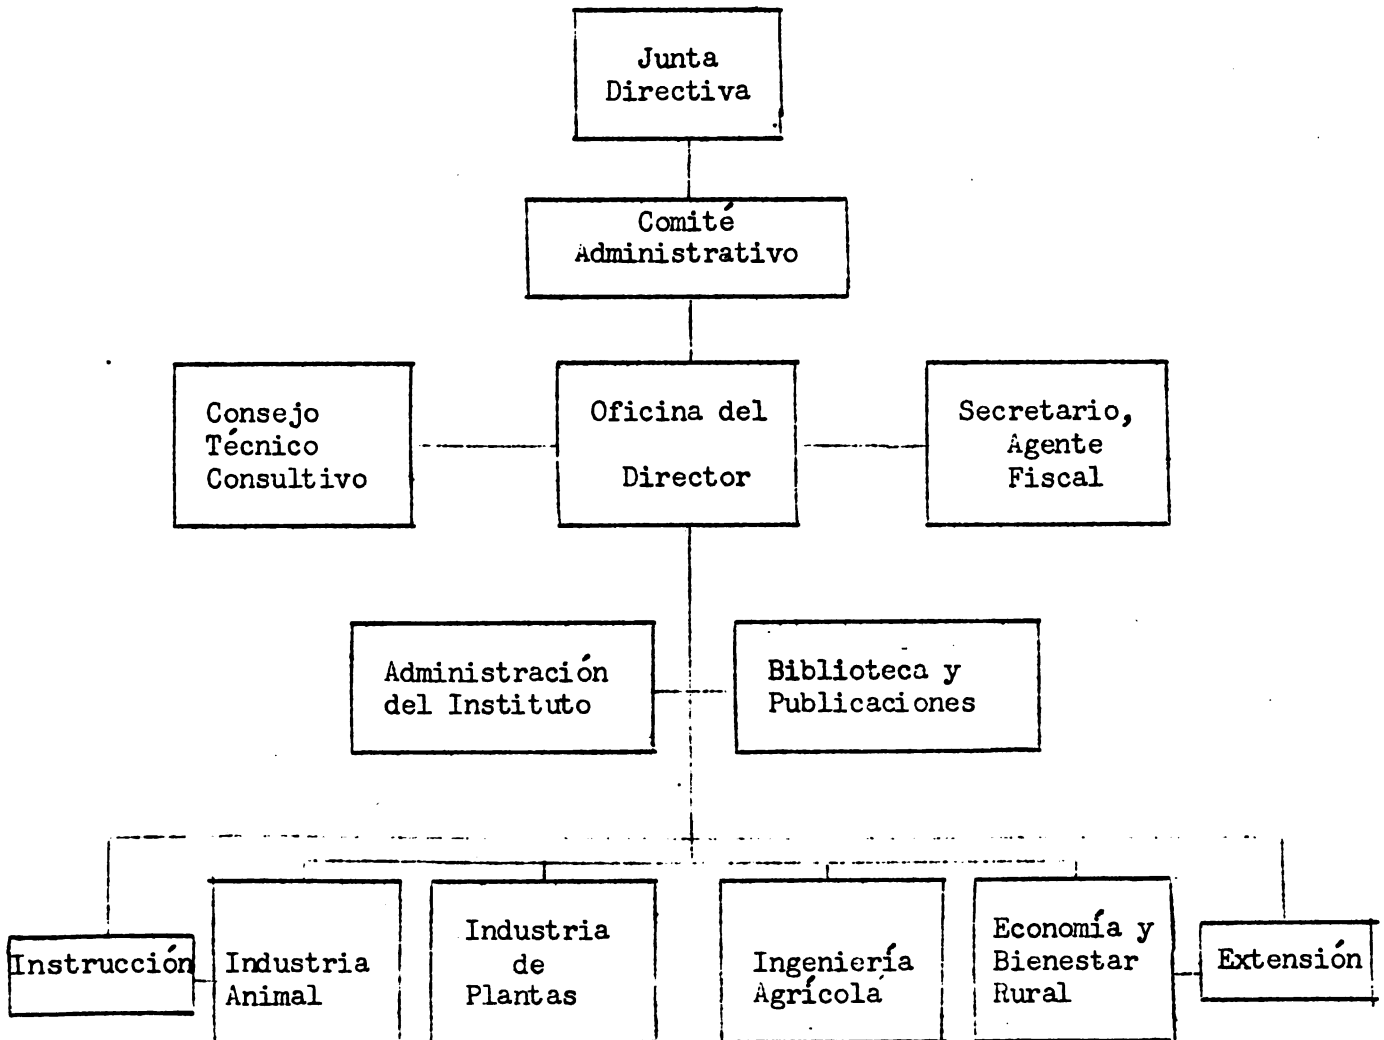 Junta
Directiva
Comité
Administrativo
Consejo
Técnico
Consultivo
Oficina del
Director
Secretario,
Agente
Fiscal
Administración
del Instituto
Biblioteca y
Publicaciones
Instrucción
Industria
Animal
Industria
de
Plantas
Ingeniería
Agrícola
Economía y
Bienestar
Rural
Extensión